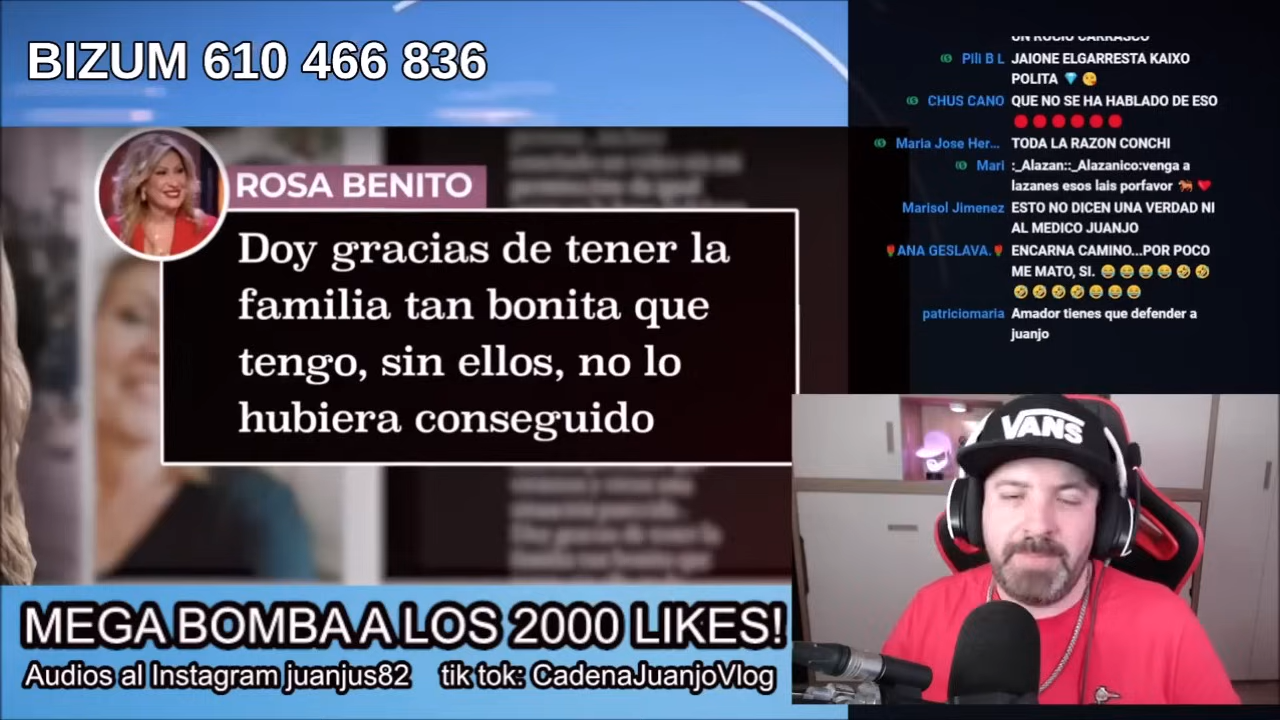 BIZUM 610 466 836
ROSA BENITO
Doy gracias de tener la
familia tan bonita que
tengo, sin ellos, no lo
hubiera conseguido
MEGA BOMBA A LOS 2000 LIKES!
Audios al Instagram juanjus82 tik tok: CadenaJuanjoVlog
UN ROCIO CARRASCO
Pili B L JAIONE ELGARRESTA KAIXO
POLITA 💎 😘
CHUS CANO QUE NO SE HA HABLADO DE ESO
🔴🔴🔴🔴🔴🔴
Maria Jose Her... TODA LA RAZON CONCHI
Mari :_Alazan::_Alazanico:venga a
lazanes esos lais porfavor 🐎 ❤️
Marisol Jimenez ESTO NO DICEN UNA VERDAD NI
AL MEDICO JUANJO
🌹ANA GESLAVA.🌹 ENCARNA CAMINO...POR POCO
ME MATO, SI. 😂😂😂😂🤣🤣
🤣🤣🤣🤣😂😂😂
patriciomaria Amador tienes que defender a
juanjo
VANS